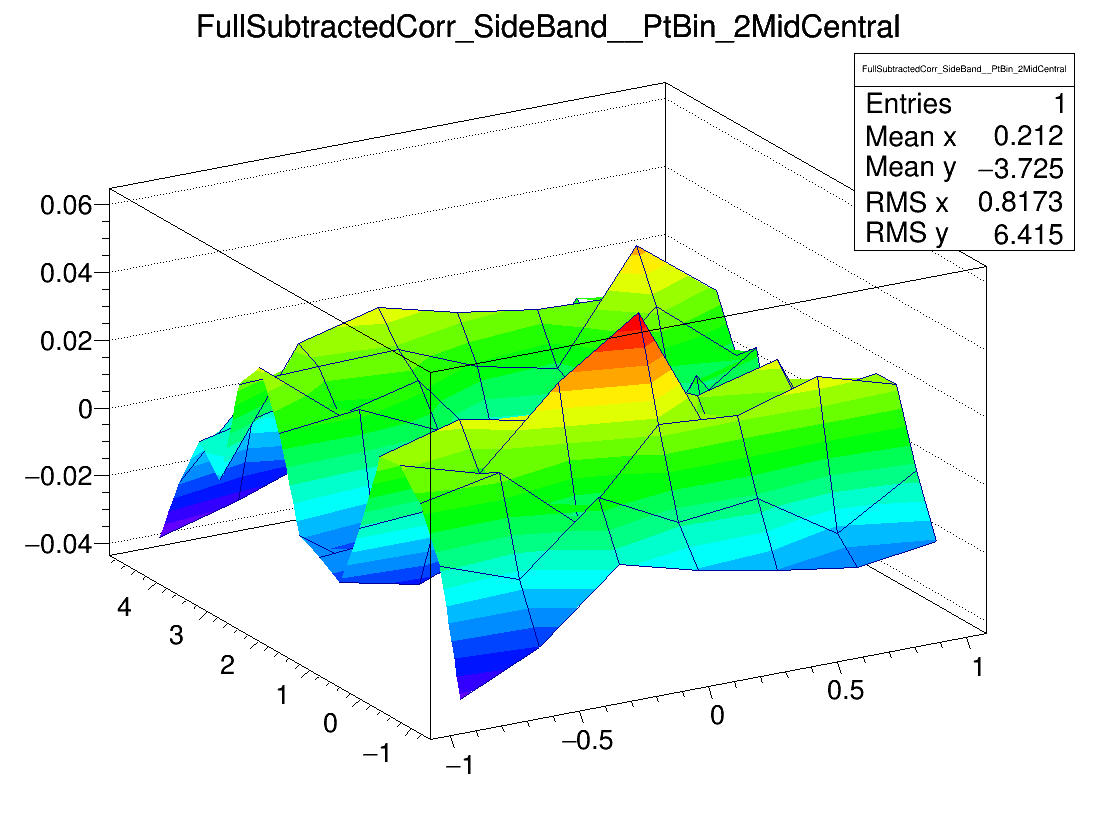 FullSubtractedCorr_SideBand__PtBin_2MidCentral
FullSubtractedCorr_SideBand__PtBin_2MidCentral
Entries 1
Mean x 0.212
Mean y −3.725
RMS x 0.8173
RMS y 6.415
0.06
0.04
0.02
0
−0.02
−0.04
4
3
2
1
0
−1
−1
−0.5
0
0.5
1